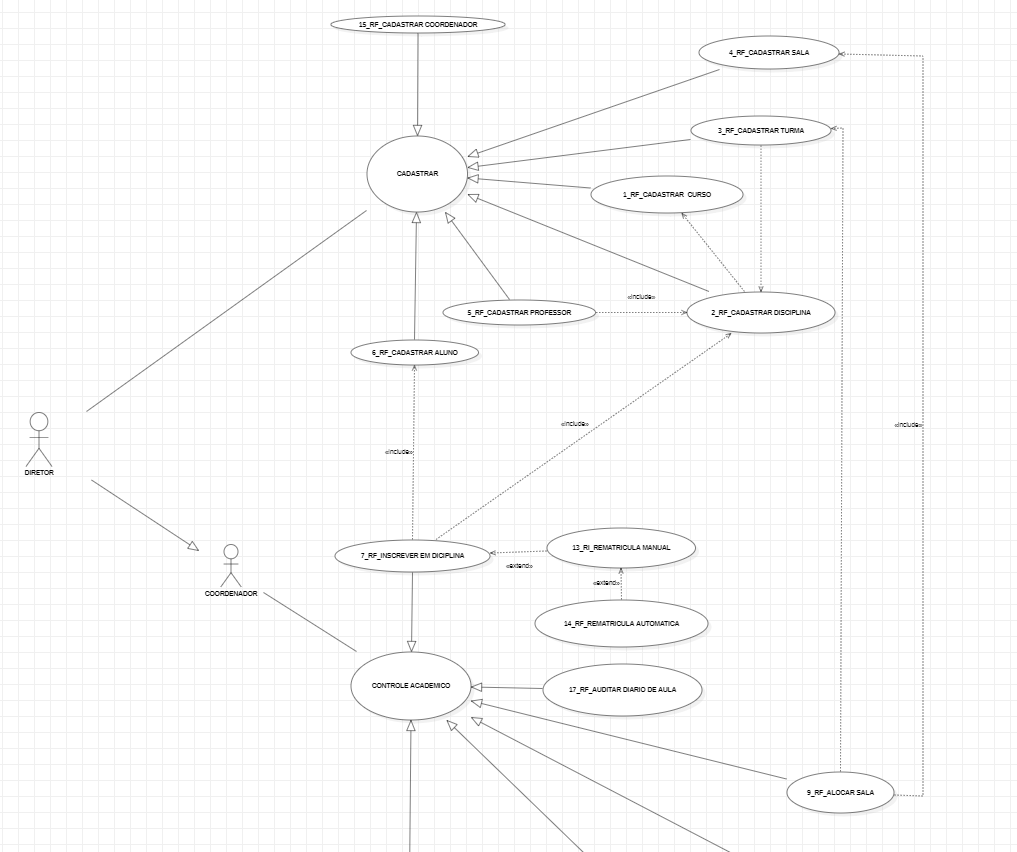 15_RF_CADASTRAR COORDENADOR
4_RF_CADASTRAR SALA
3_RF_CADASTRAR TURMA
CADASTRAR
1_RF_CADASTRAR CURSO
«include»
5_RF_CADASTRAR PROFESSOR
2_RF_CADASTRAR DISCIPLINA
6_RF_CADASTRAR ALUNO
«include»
«include»
«include»
DIRETOR
13_RI_REMATRICULA MANUAL
7_RF_INSCREVER EM DICIPLINA
«extend»
«extend»
COORDENADOR
14_RF_REMATRICULA AUTOMATICA
CONTROLE ACADEMICO
17_RF_AUDITAR DIARIO DE AULA
9_RF_ALOCAR SALA